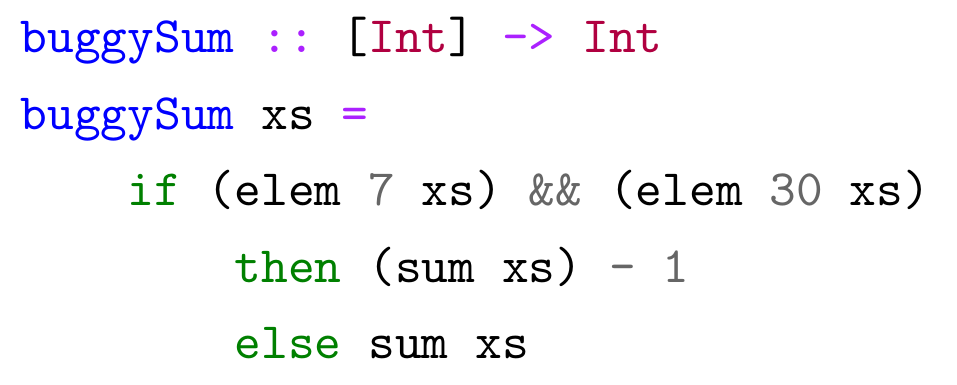 buggySum :: [Int] -> Int
buggySum xs =
    if (elem 7 xs) && (elem 30 xs)
        then (sum xs) - 1
        else sum xs